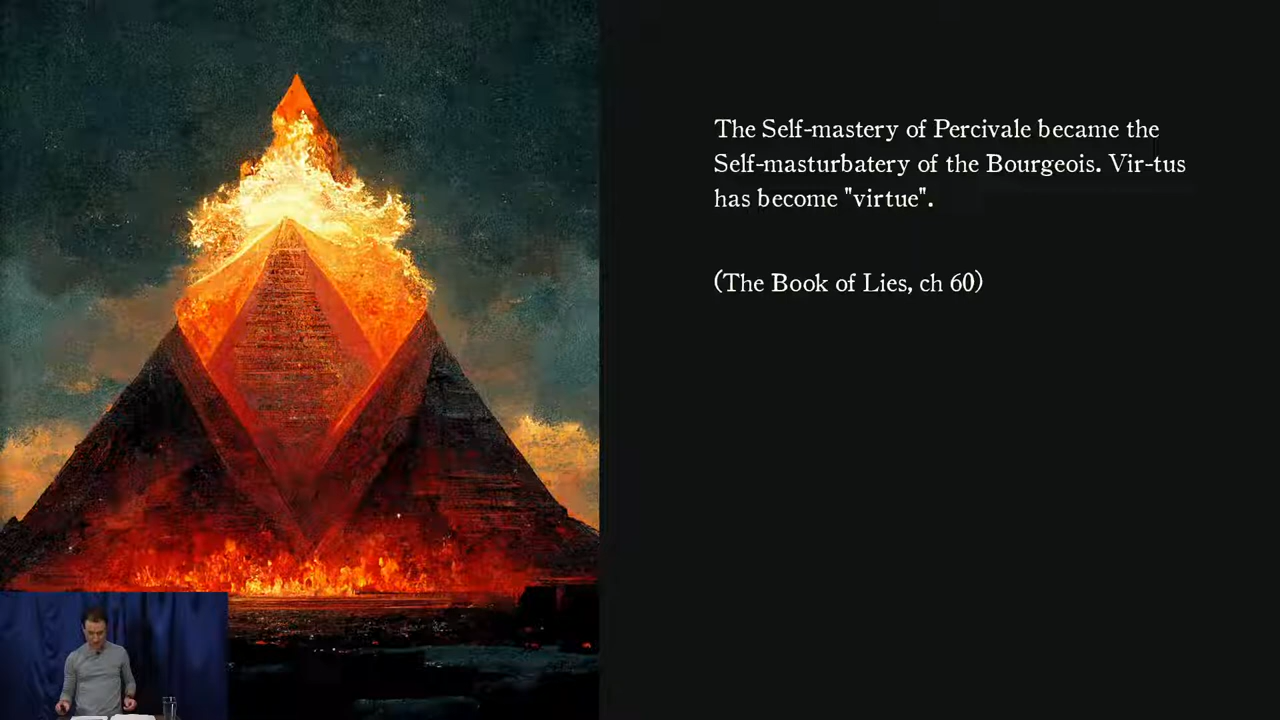 The Self-mastery of Percivale became the
Self-masturbatery of the Bourgeois. Vir-tus
has become "virtue".
(The Book of Lies, ch 60)